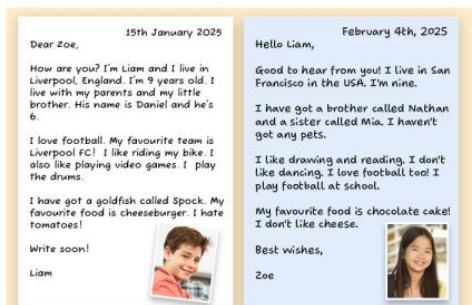 15th January 2025
Dear Zoe,
How are you? I'm Liam and I live in
Liverpool, England. I'm 9 years old. I
live with my parents and my little
brother. His name is Daniel and he's
6.
I love football. My favourite team is
Liverpool FC! I like riding my bike. I
also like playing video games. I play
the drums.
I have got a goldfish called Spock. My
favourite food is cheeseburger. I hate
tomatoes!
Write soon!
Liam
February 4th, 2025
Hello Liam,
Good to hear from you! I live in San
Francisco in the USA. I'm nine.
I have got a brother called Nathan
and a sister called Mia. I haven't
got any pets.
I like drawing and reading. I don't
like dancing. I love football too! I
play football at school.
My favourite food is chocolate cake!
I don't like cheese.
Best wishes,
Zoe